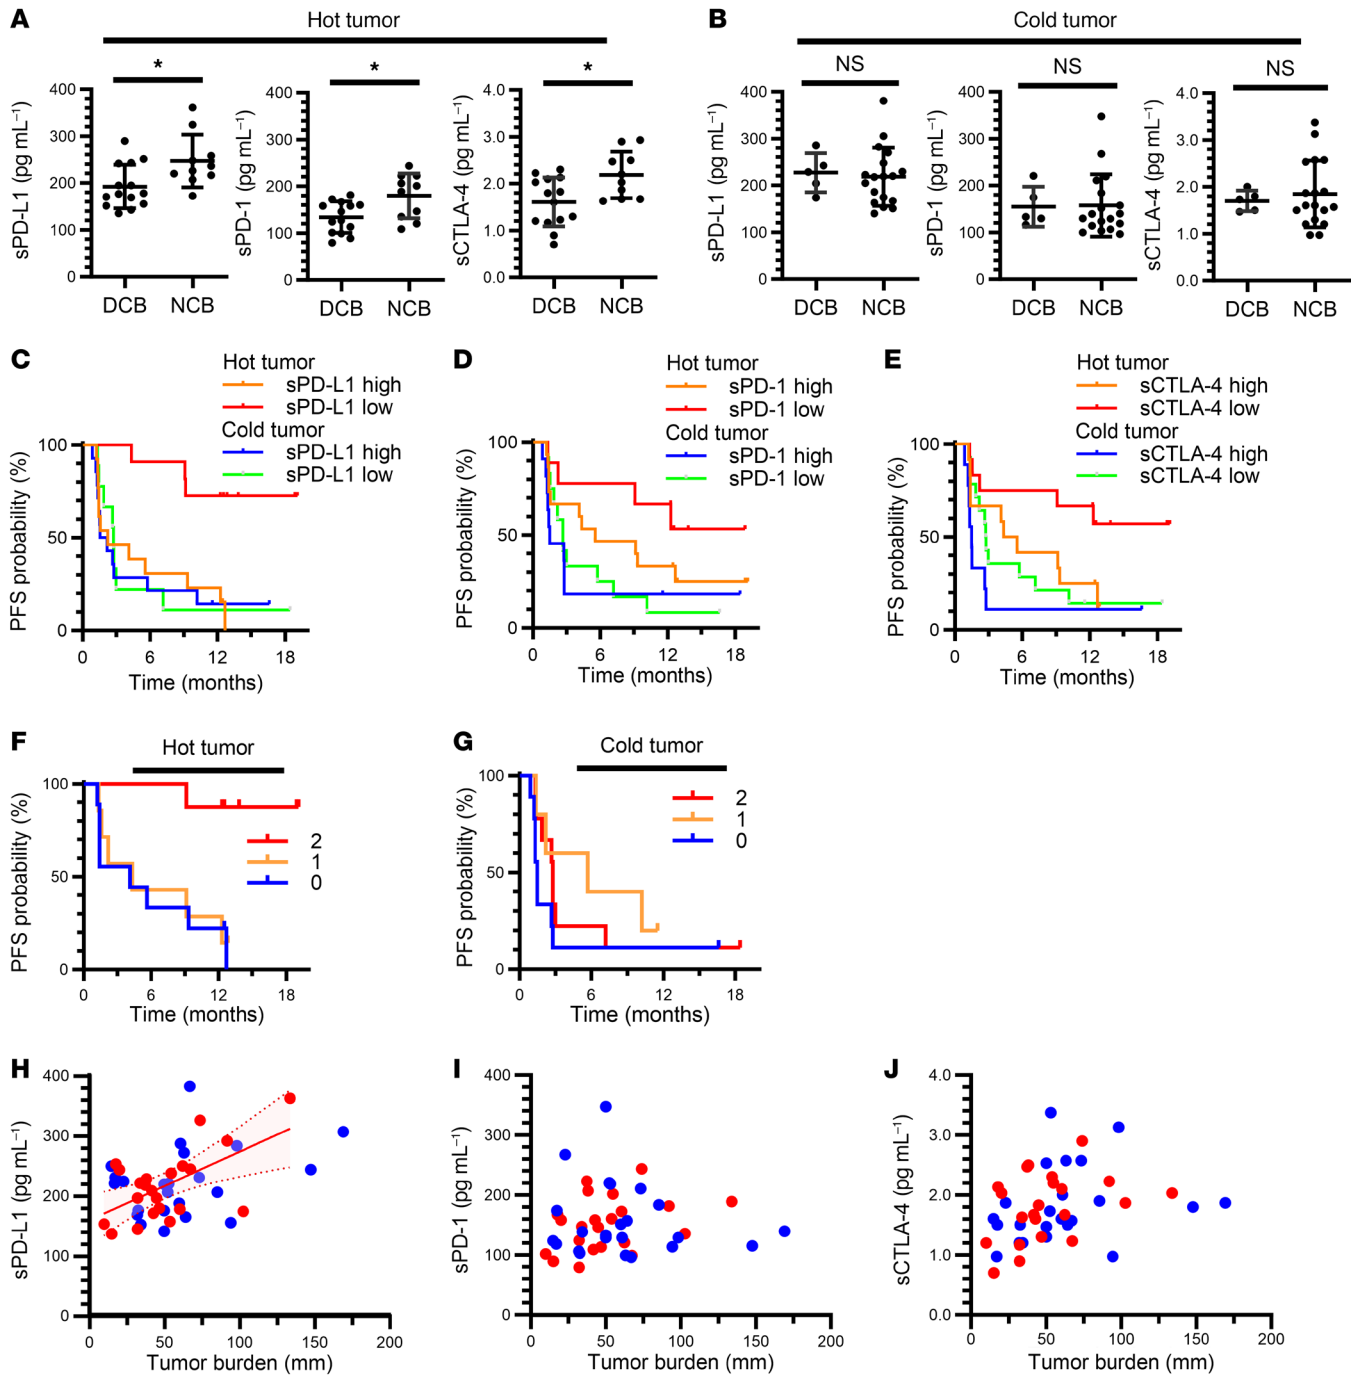 A
Hot tumor
*
sPD-L1 (pg mL⁻¹)
400
300
200
100
0
DCB
NCB
*
sPD-1 (pg mL⁻¹)
400
300
200
100
0
DCB
NCB
*
sCTLA-4 (pg mL⁻¹)
4.0
3.0
2.0
1.0
0.0
DCB
NCB
B
Cold tumor
NS
sPD-L1 (pg mL⁻¹)
400
300
200
100
0
DCB
NCB
NS
sPD-1 (pg mL⁻¹)
400
300
200
100
0
DCB
NCB
NS
sCTLA-4 (pg mL⁻¹)
4.0
3.0
2.0
1.0
0.0
DCB
NCB
C
Hot tumor
sPD-L1 high
sPD-L1 low
Cold tumor
sPD-L1 high
sPD-L1 low
PFS probability (%)
100
50
0
0 6 12 18
Time (months)
D
Hot tumor
sPD-1 high
sPD-1 low
Cold tumor
sPD-1 high
sPD-1 low
PFS probability (%)
100
50
0
0 6 12 18
Time (months)
E
Hot tumor
sCTLA-4 high
sCTLA-4 low
Cold tumor
sCTLA-4 high
sCTLA-4 low
PFS probability (%)
100
50
0
0 6 12 18
Time (months)
F
Hot tumor
2
1
0
PFS probability (%)
100
50
0
0 6 12 18
Time (months)
G
Cold tumor
2
1
0
PFS probability (%)
100
50
0
0 6 12 18
Time (months)
H
sPD-L1 (pg mL⁻¹)
400
300
200
100
0
0 50 100 150 200
Tumor burden (mm)
I
sPD-1 (pg mL⁻¹)
400
300
200
100
0
0 50 100 150 200
Tumor burden (mm)
J
sCTLA-4 (pg mL⁻¹)
4.0
3.0
2.0
1.0
0.0
0 50 100 150 200
Tumor burden (mm)